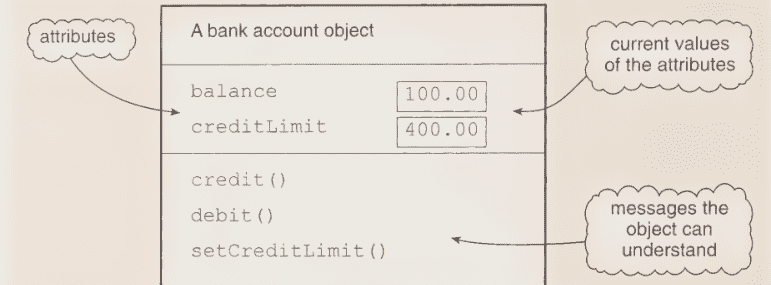 attributes
A bank account object
current values
of the attributes
balance 100.00
creditLimit 400.00
credit()
debit()
setCreditLimit()
messages the
object can
understand